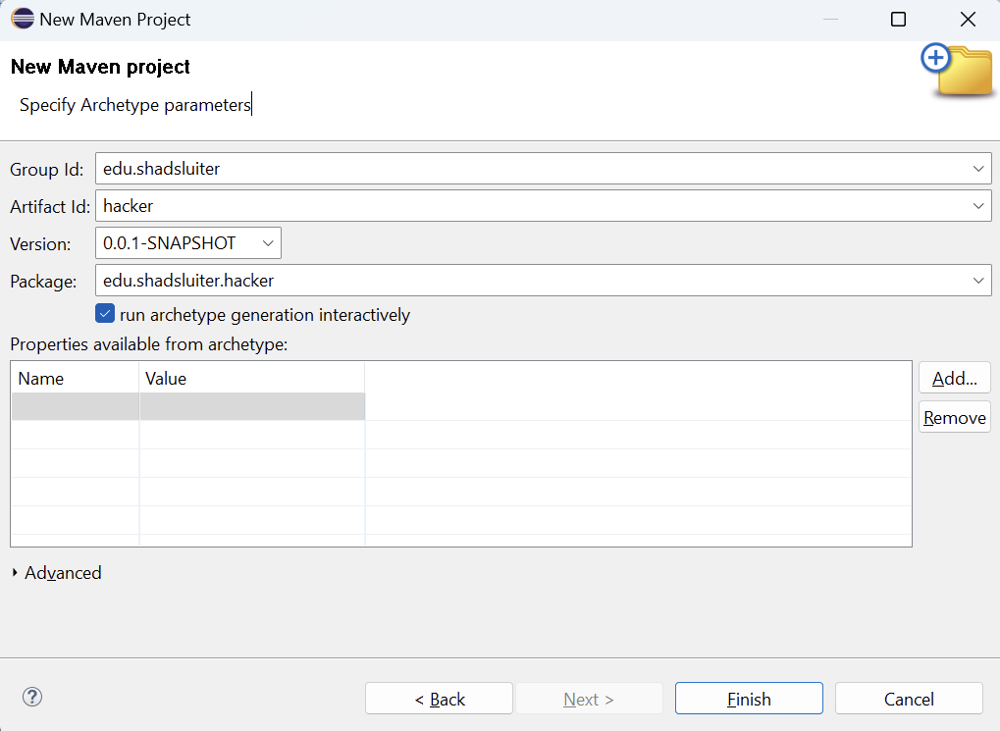 New Maven Project
New Maven project
Specify Archetype parameters
Group Id: edu.shadsluiter
Artifact Id: hacker
Version: 0.0.1-SNAPSHOT
Package: edu.shadsluiter.hacker
run archetype generation interactively
Properties available from archetype:
Name Value
Add...
Remove
Advanced
? < Back Next > Finish Cancel